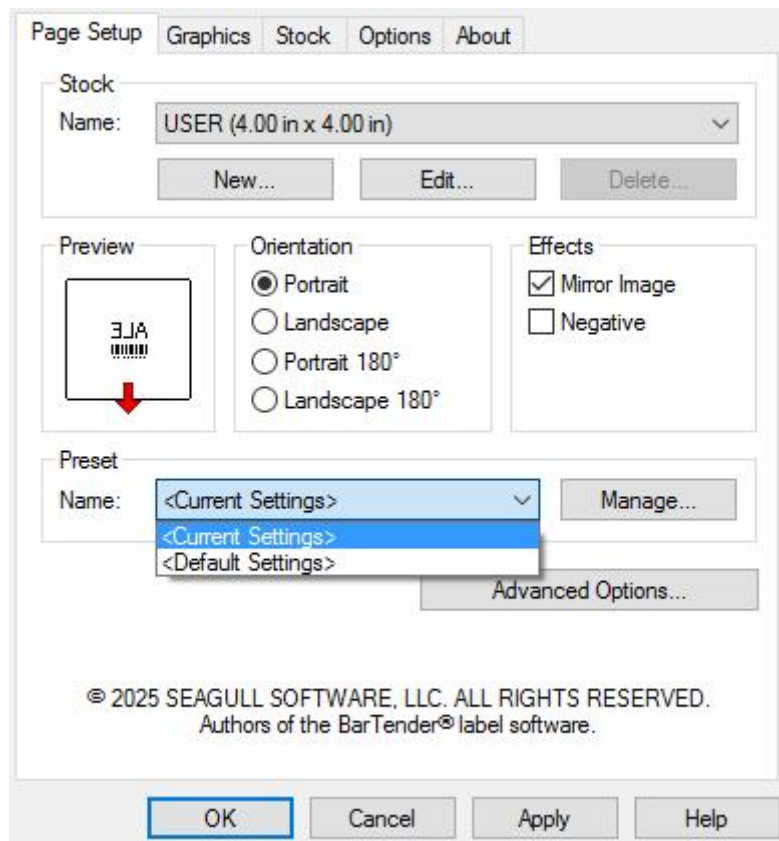 Page Setup Graphics Stock Options About
Stock
Name: USER (4.00 in x 4.00 in)
New... Edit... Delete...
Preview Orientation Effects
Portrait Mirror Image
ALE Landscape Negative
Portrait 180°
Landscape 180°
Preset
Name: <Current Settings> Manage...
<Current Settings>
<Default Settings>
Advanced Options...
© 2025 SEAGULL SOFTWARE, LLC. ALL RIGHTS RESERVED.
Authors of the BarTender® label software.
OK Cancel Apply Help